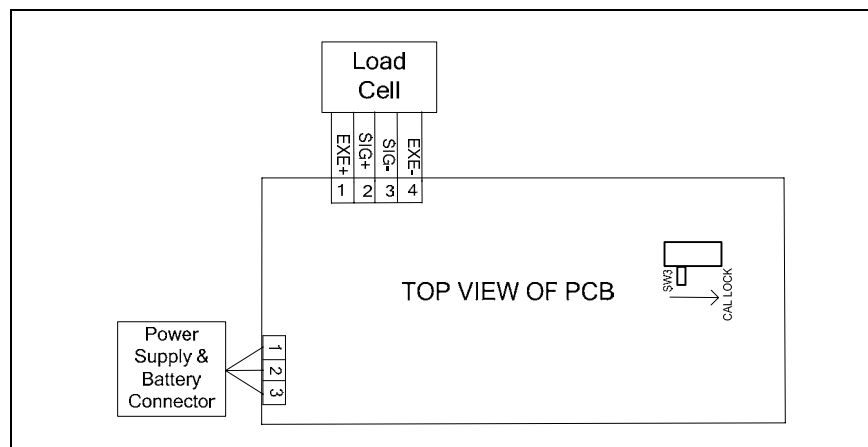 Load
Cell
EXE+
SIG+
SIG-
EXE-
1
2
3
4
TOP VIEW OF PCB
SW3
CAL LOCK
Power
Supply &
Battery
Connector
1
2
3